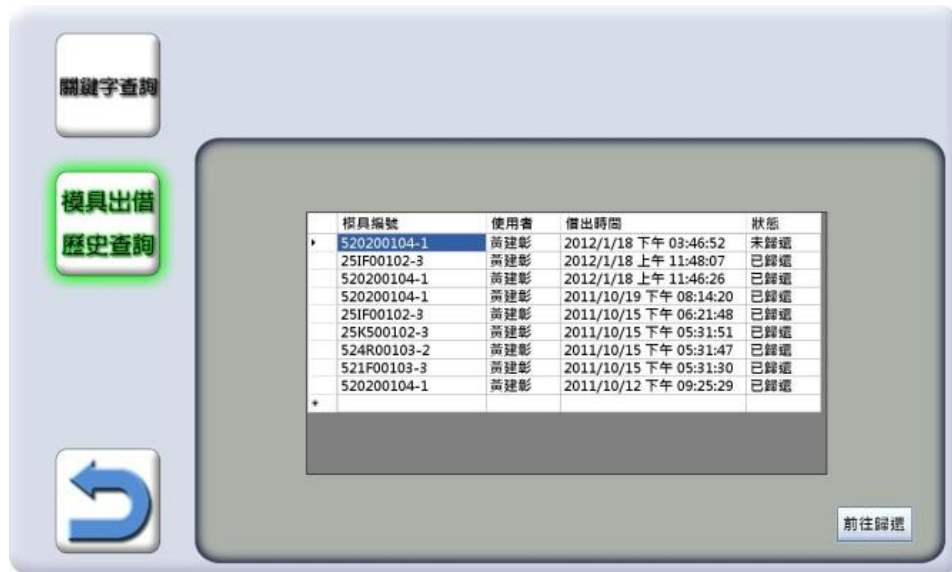 關鍵字查詢
模具出借
歷史查詢
模具編號 使用者 借出時間 狀態
520200104-1 黃建彰 2012/1/18 下午 03:46:52 未歸還
25IF00102-3 黃建彰 2012/1/18 上午 11:48:07 已歸還
520200104-1 黃建彰 2012/1/18 上午 11:46:26 已歸還
520200104-1 黃建彰 2011/10/19 下午 08:14:20 已歸還
25IF00102-3 黃建彰 2011/10/15 下午 06:21:48 已歸還
25K500102-3 黃建彰 2011/10/15 下午 05:31:51 已歸還
524R00103-2 黃建彰 2011/10/15 下午 05:31:47 已歸還
521F00103-3 黃建彰 2011/10/15 下午 05:31:30 已歸還
520200104-1 黃建彰 2011/10/12 下午 09:25:29 已歸還
前往歸還